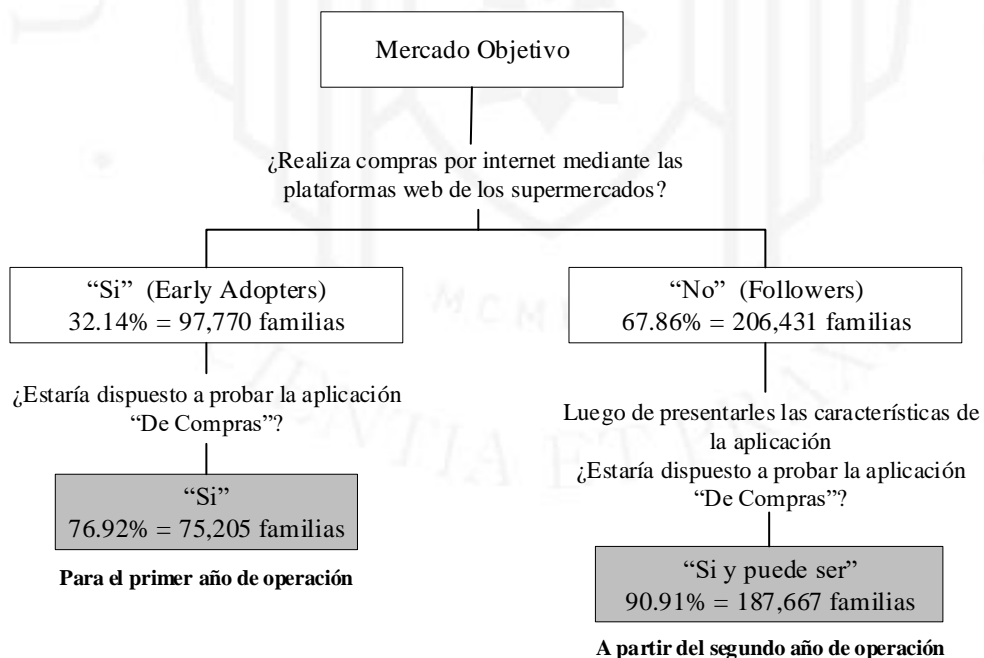 Mercado Objetivo
¿Realiza compras por internet mediante las
plataformas web de los supermercados?
“Si” (Early Adopters)
32.14% = 97,770 familias
“No” (Followers)
67.86% = 206,431 familias
¿Estaría dispuesto a probar la aplicación
“De Compras”?
Luego de presentarles las características de
la aplicación
¿Estaría dispuesto a probar la aplicación
“De Compras”?
“Si”
76.92% = 75,205 familias
Para el primer año de operación
“Si y puede ser”
90.91% = 187,667 familias
A partir del segundo año de operación